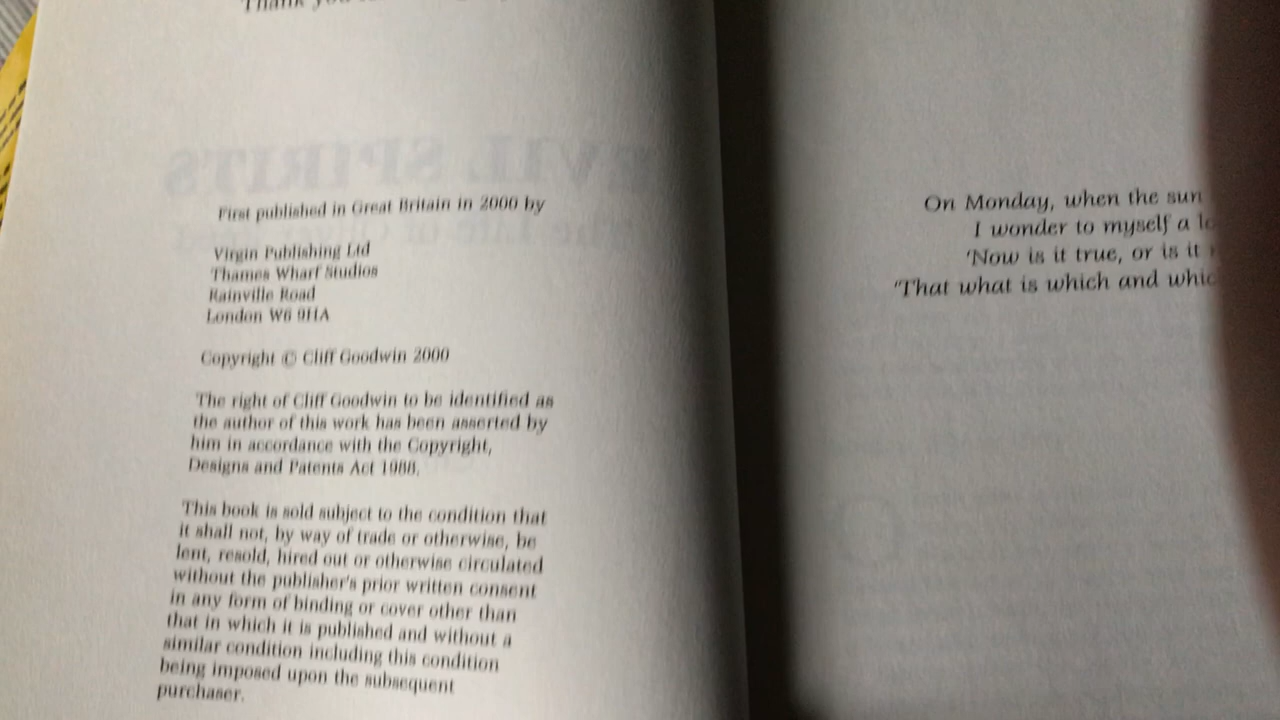 Thank you
First published in Great Britain in 2000 by
Virgin Publishing Ltd
Thames Wharf Studios
Rainville Road
London W6 9HA
Copyright © Cliff Goodwin 2000
The right of Cliff Goodwin to be identified as
the author of this work has been asserted by
him in accordance with the Copyright,
Designs and Patents Act 1988.
This book is sold subject to the condition that
it shall not, by way of trade or otherwise, be
lent, resold, hired out or otherwise circulated
without the publisher's prior written consent
in any form of binding or cover other than
that in which it is published and without a
similar condition including this condition
being imposed upon the subsequent
purchaser.
EVIL SPIRITS
On Monday, when the sun
I wonder to myself a
'Now is it true, or is it
'That what is which and